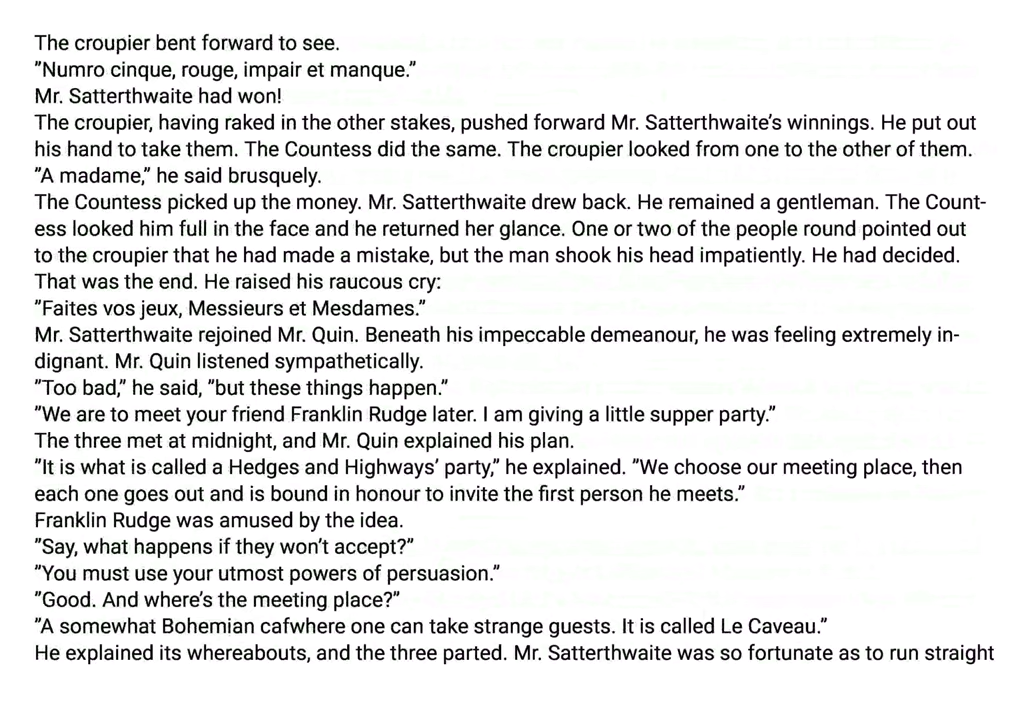 The croupier bent forward to see.
"Numro cinque, rouge, impair et manque."
Mr. Satterthwaite had won!
The croupier, having raked in the other stakes, pushed forward Mr. Satterthwaite's winnings. He put out
his hand to take them. The Countess did the same. The croupier looked from one to the other of them.
"A madame," he said brusquely.
The Countess picked up the money. Mr. Satterthwaite drew back. He remained a gentleman. The Count-
ess looked him full in the face and he returned her glance. One or two of the people round pointed out
to the croupier that he had made a mistake, but the man shook his head impatiently. He had decided.
That was the end. He raised his raucous cry:
"Faites vos jeux, Messieurs et Mesdames."
Mr. Satterthwaite rejoined Mr. Quin. Beneath his impeccable demeanour, he was feeling extremely in-
dignant. Mr. Quin listened sympathetically.
"Too bad," he said, "but these things happen."
"We are to meet your friend Franklin Rudge later. I am giving a little supper party."
The three met at midnight, and Mr. Quin explained his plan.
"It is what is called a Hedges and Highways' party," he explained. "We choose our meeting place, then
each one goes out and is bound in honour to invite the first person he meets."
Franklin Rudge was amused by the idea.
"Say, what happens if they won't accept?"
"You must use your utmost powers of persuasion."
"Good. And where's the meeting place?"
"A somewhat Bohemian cafwhere one can take strange guests. It is called Le Caveau."
He explained its whereabouts, and the three parted. Mr. Satterthwaite was so fortunate as to run straight